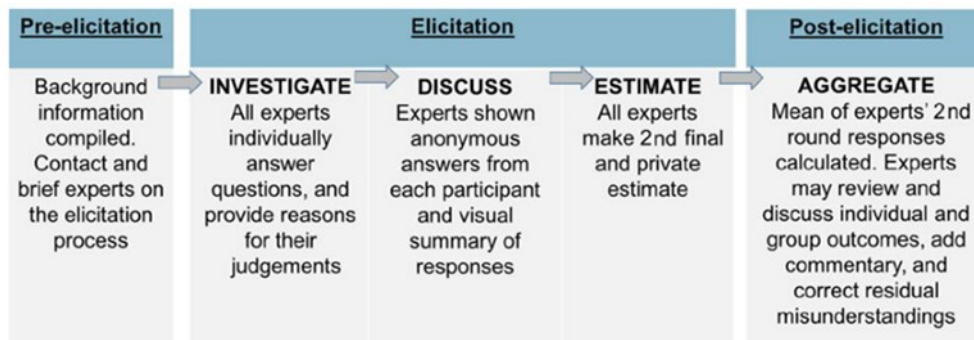 Pre-elicitation
Background
information
compiled.
Contact and
brief experts on
the elicitation
process
Elicitation
INVESTIGATE
All experts
individually
answer
questions, and
provide reasons
for their
judgements
DISCUSS
Experts shown
anonymous
answers from
each participant
and visual
summary of
responses
ESTIMATE
All experts
make 2nd final
and private
estimate
Post-elicitation
AGGREGATE
Mean of experts' 2nd
round responses
calculated. Experts
may review and
discuss individual and
group outcomes, add
commentary, and
correct residual
misunderstandings